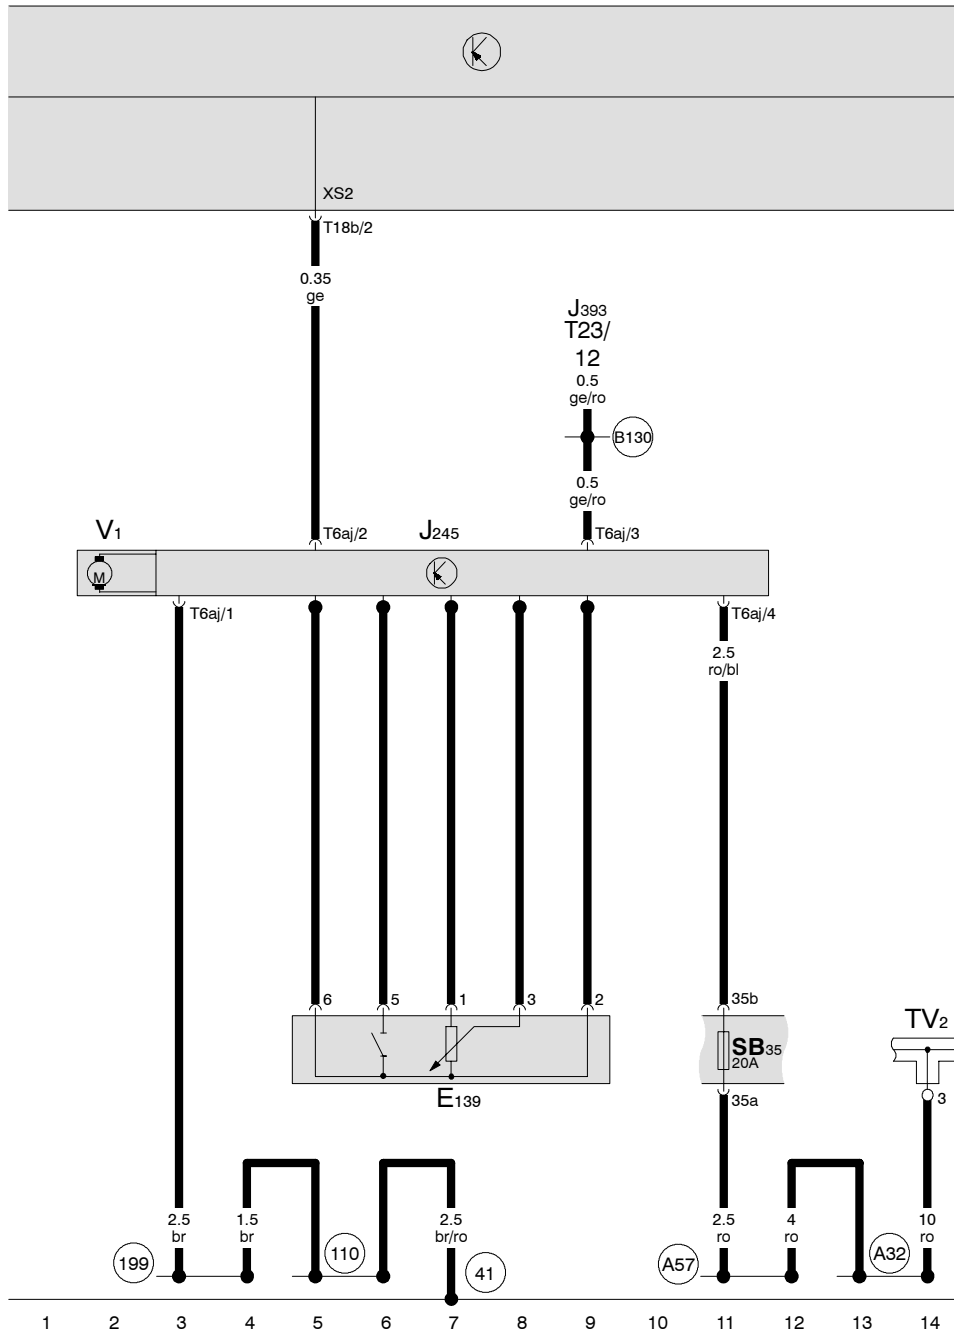 XS2
T18b/2
0.35
ge
J393
T23/
12
0.5
ge/ro
B130
0.5
ge/ro
V1
T6aj/2
J245
T6aj/3
M
T6aj/1
T6aj/4
2.5
ro/bl
6
5
1
3
2
35b
TV2
SB35
20A
E139
35a
3
2.5
br
1.5
br
2.5
br/ro
2.5
ro
4
ro
10
ro
199
110
41
A57
A32
1 2 3 4 5 6 7 8 9 10 11 12 13 14